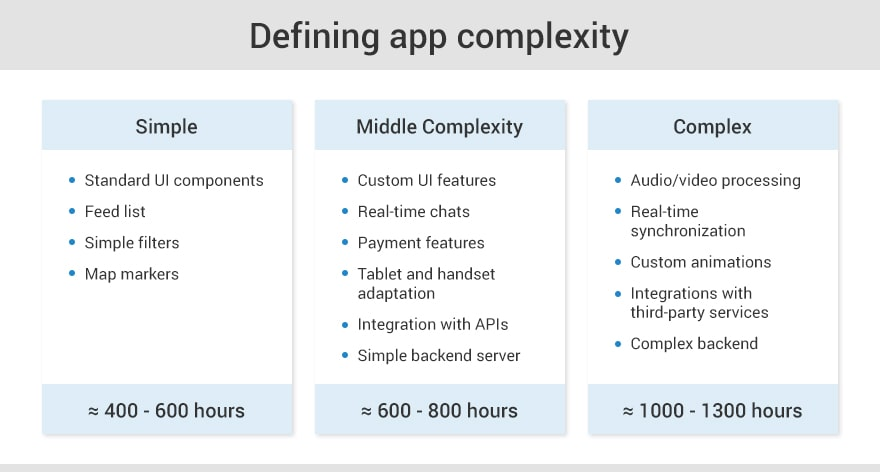 Defining app complexity
Simple
Standard UI components
Feed list
Simple filters
Map markers
≈ 400 - 600 hours
Middle Complexity
Custom UI features
Real-time chats
Payment features
Tablet and handset
adaptation
Integration with APIs
Simple backend server
≈ 600 - 800 hours
Complex
Audio/video processing
Real-time
synchronization
Custom animations
Integrations with
third-party services
Complex backend
≈ 1000 - 1300 hours